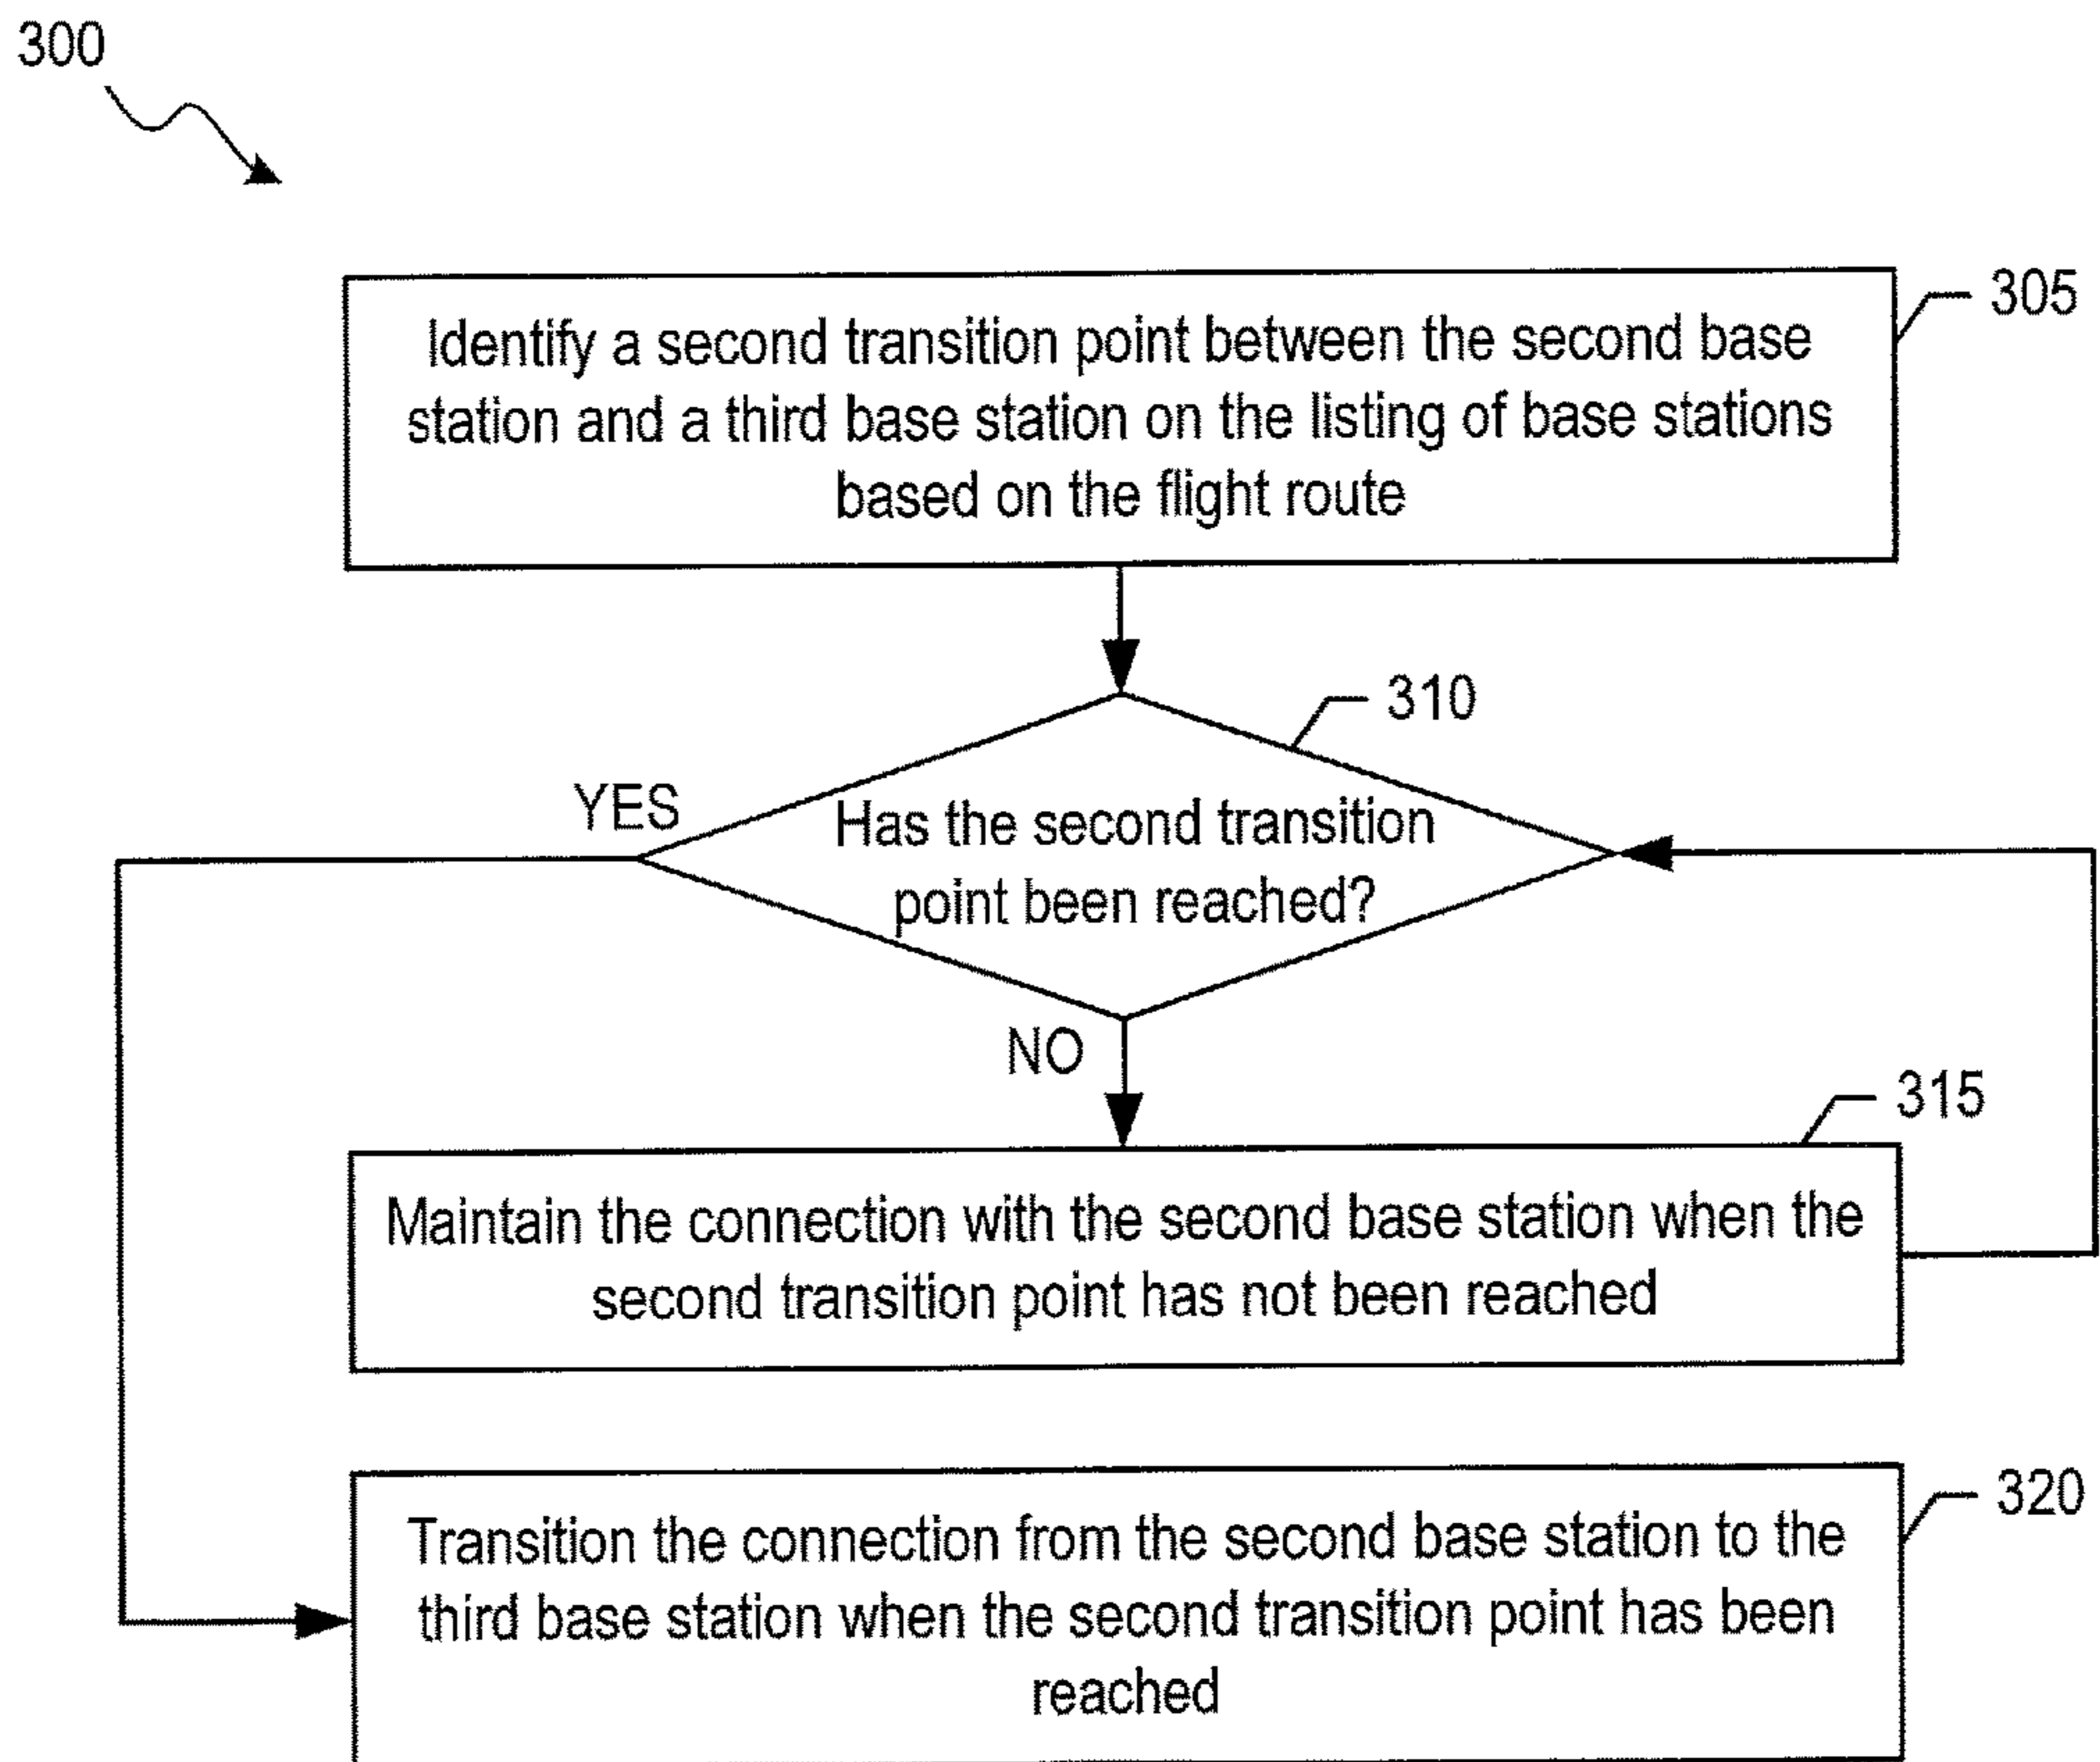 300
305
Identify a second transition point between the second base
station and a third base station on the listing of base stations
based on the flight route
310
YES
Has the second transition
point been reached?
NO
315
Maintain the connection with the second base station when the
second transition point has not been reached
320
Transition the connection from the second base station to the
third base station when the second transition point has been
reached